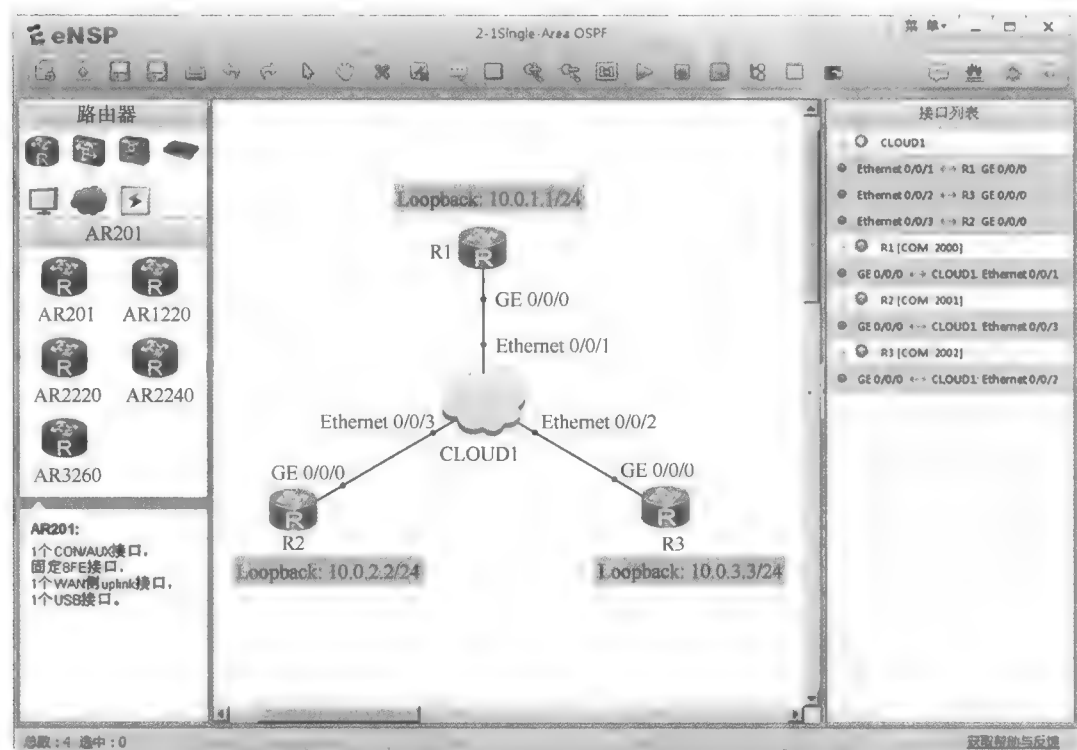 eNSP
2-1Single-Area OSPF
菜 单
路由器
R
AR201
R
R
AR201
AR1220
R
R
AR2220
AR2240
R
AR3260
AR201:
1个CON/AUX接口,
固定8FE接口,
1个WAN侧uplink接口,
1个USB接口。
Loopback: 10.0.1.1/24
R1
R
GE 0/0/0
Ethernet 0/0/1
Ethernet 0/0/3
Ethernet 0/0/2
CLOUD1
GE 0/0/0
GE 0/0/0
R
R
R2
R3
Loopback: 10.0.2.2/24
Loopback: 10.0.3.3/24
接口列表
CLOUD1
Ethernet 0/0/1 ↔ R1 GE 0/0/0
Ethernet 0/0/2 ↔ R3 GE 0/0/0
Ethernet 0/0/3 ↔ R2 GE 0/0/0
R1 [COM 2000]
GE 0/0/0 ↔ CLOUD1 Ethernet 0/0/1
R2 [COM 2001]
GE 0/0/0 ↔ CLOUD1 Ethernet 0/0/3
R3 [COM 2002]
GE 0/0/0 ↔ CLOUD1 Ethernet 0/0/2
总数:4 选中:0
获取帮助与反馈